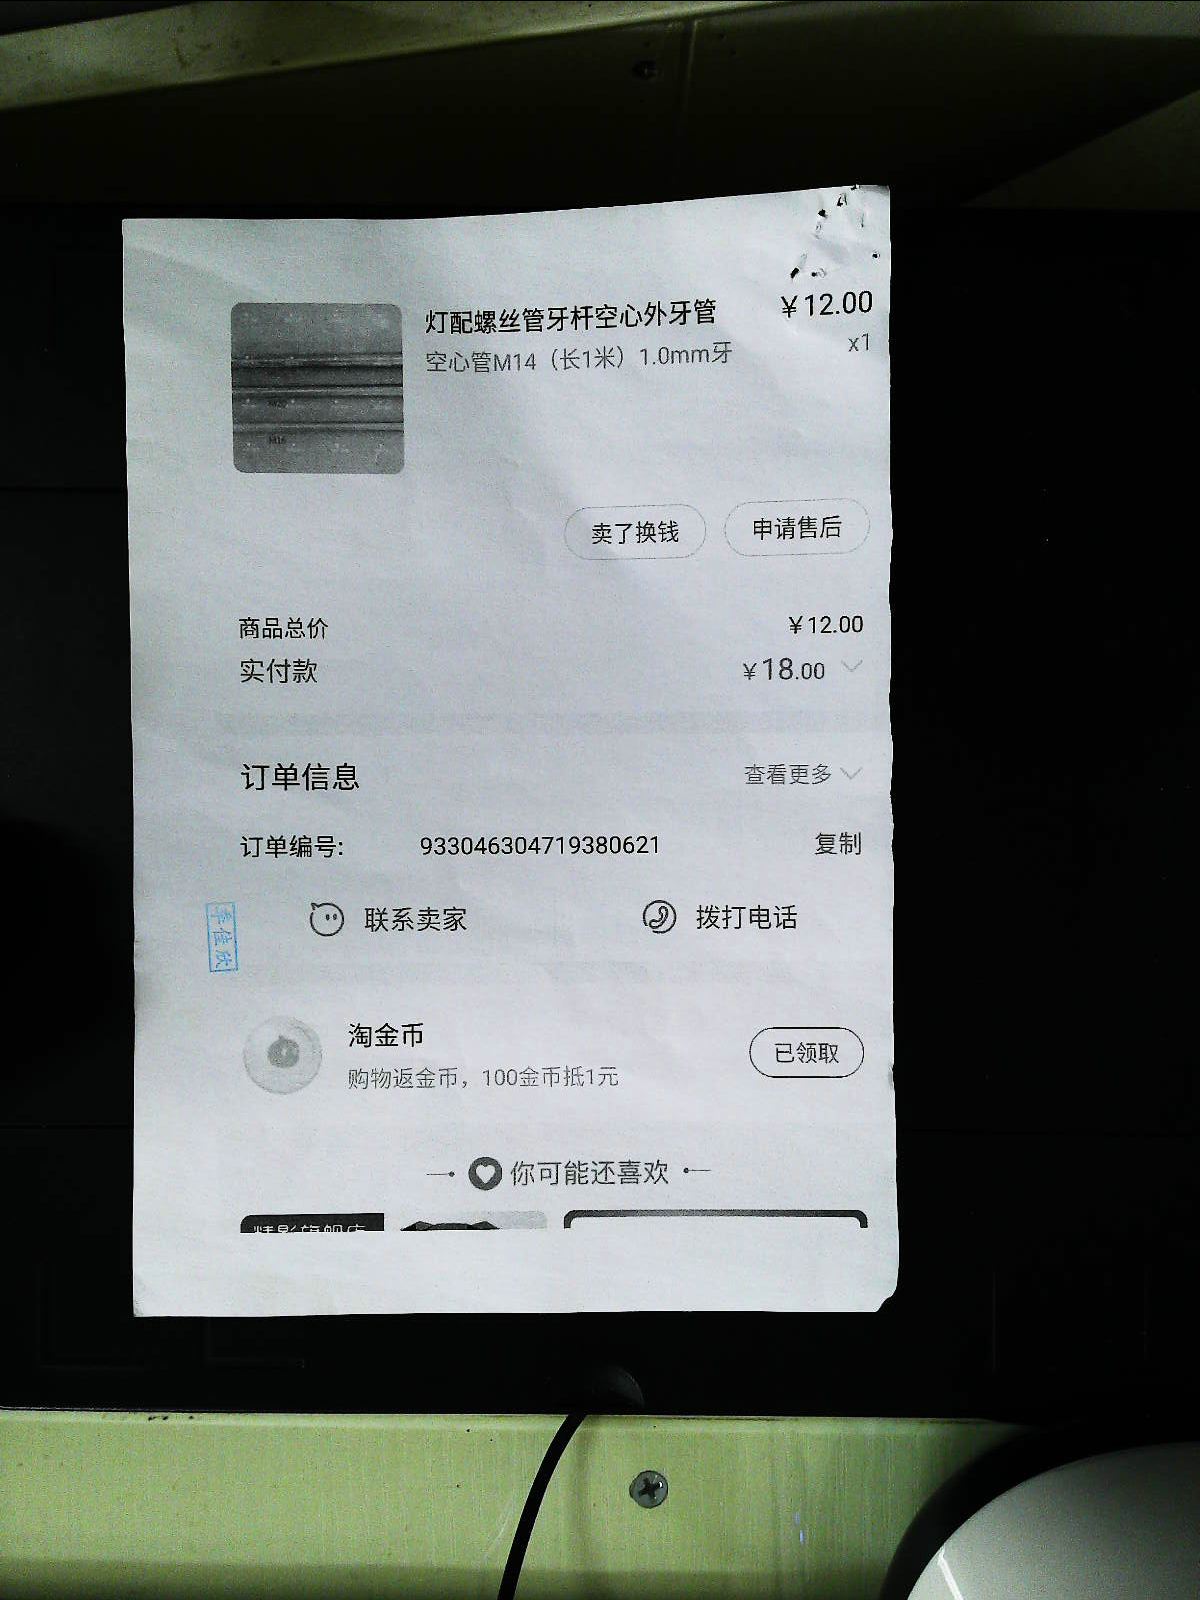 灯配螺丝管牙杆空心外牙管 ￥12.00
空心管M14（长1米）1.0mm牙 x1
M16
卖了换钱 申请售后
商品总价 ￥12.00
实付款 ￥18.00
订单信息 查看更多
订单编号: 933046304719380621 复制
联系卖家 拨打电话
淘金币
购物返金币，100金币抵1元 已领取
你可能还喜欢